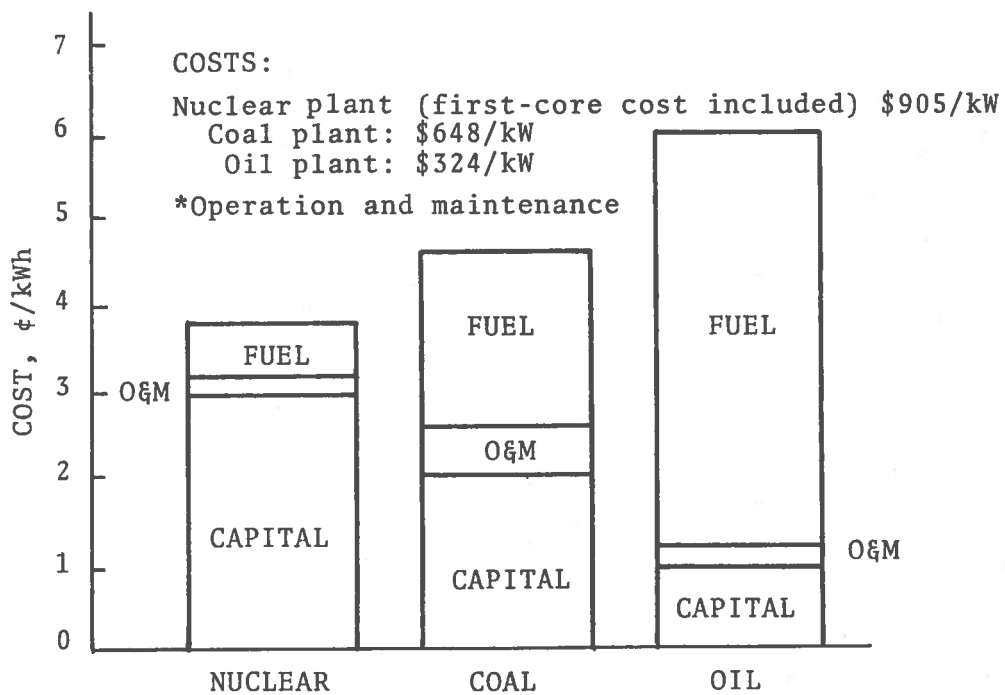 7
COSTS:
Nuclear plant (first-core cost included) $905/kW
6
Coal plant: $648/kW
Oil plant: $324/kW
*Operation and maintenance
5
COST, ¢/kWh
4
FUEL
FUEL
FUEL
O&M
3
O&M
2
CAPITAL
O&M
1
CAPITAL
CAPITAL
0
NUCLEAR
COAL
OIL